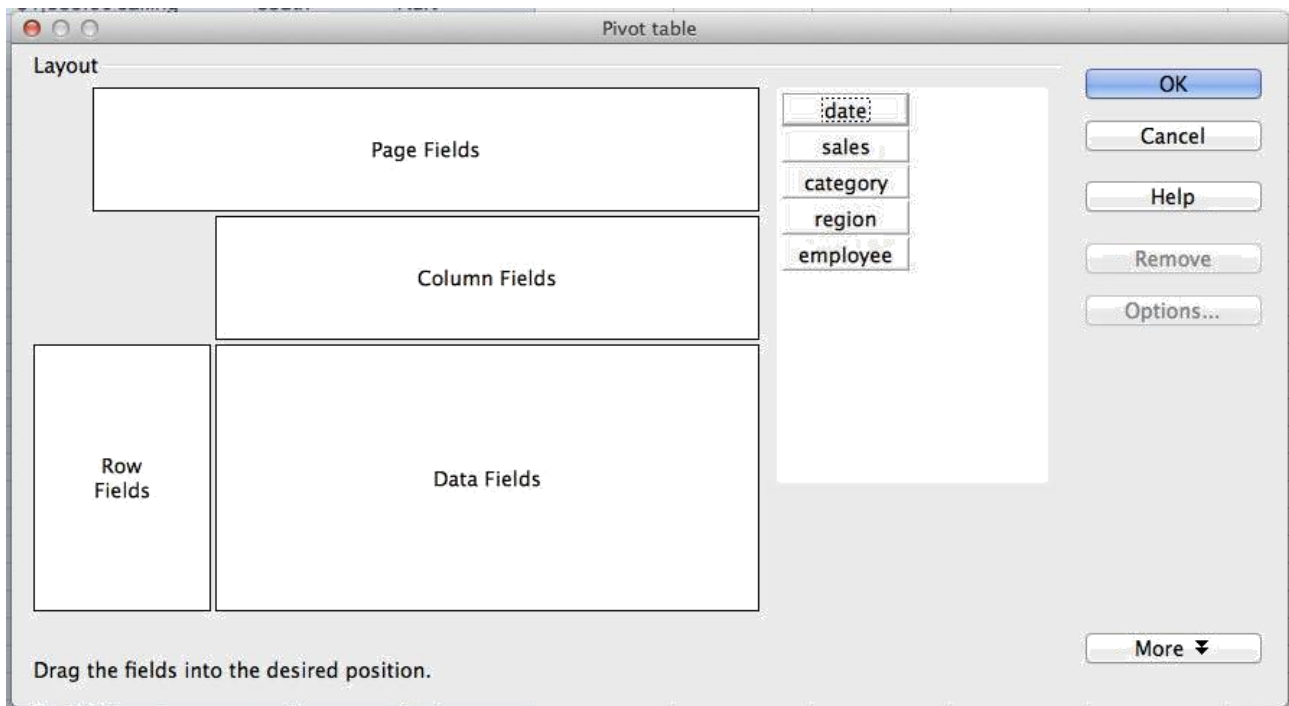 Pivot table
Layout
Page Fields
Column Fields
Row
Fields
Data Fields
date
sales
category
region
employee
OK
Cancel
Help
Remove
Options...
More
Drag the fields into the desired position.